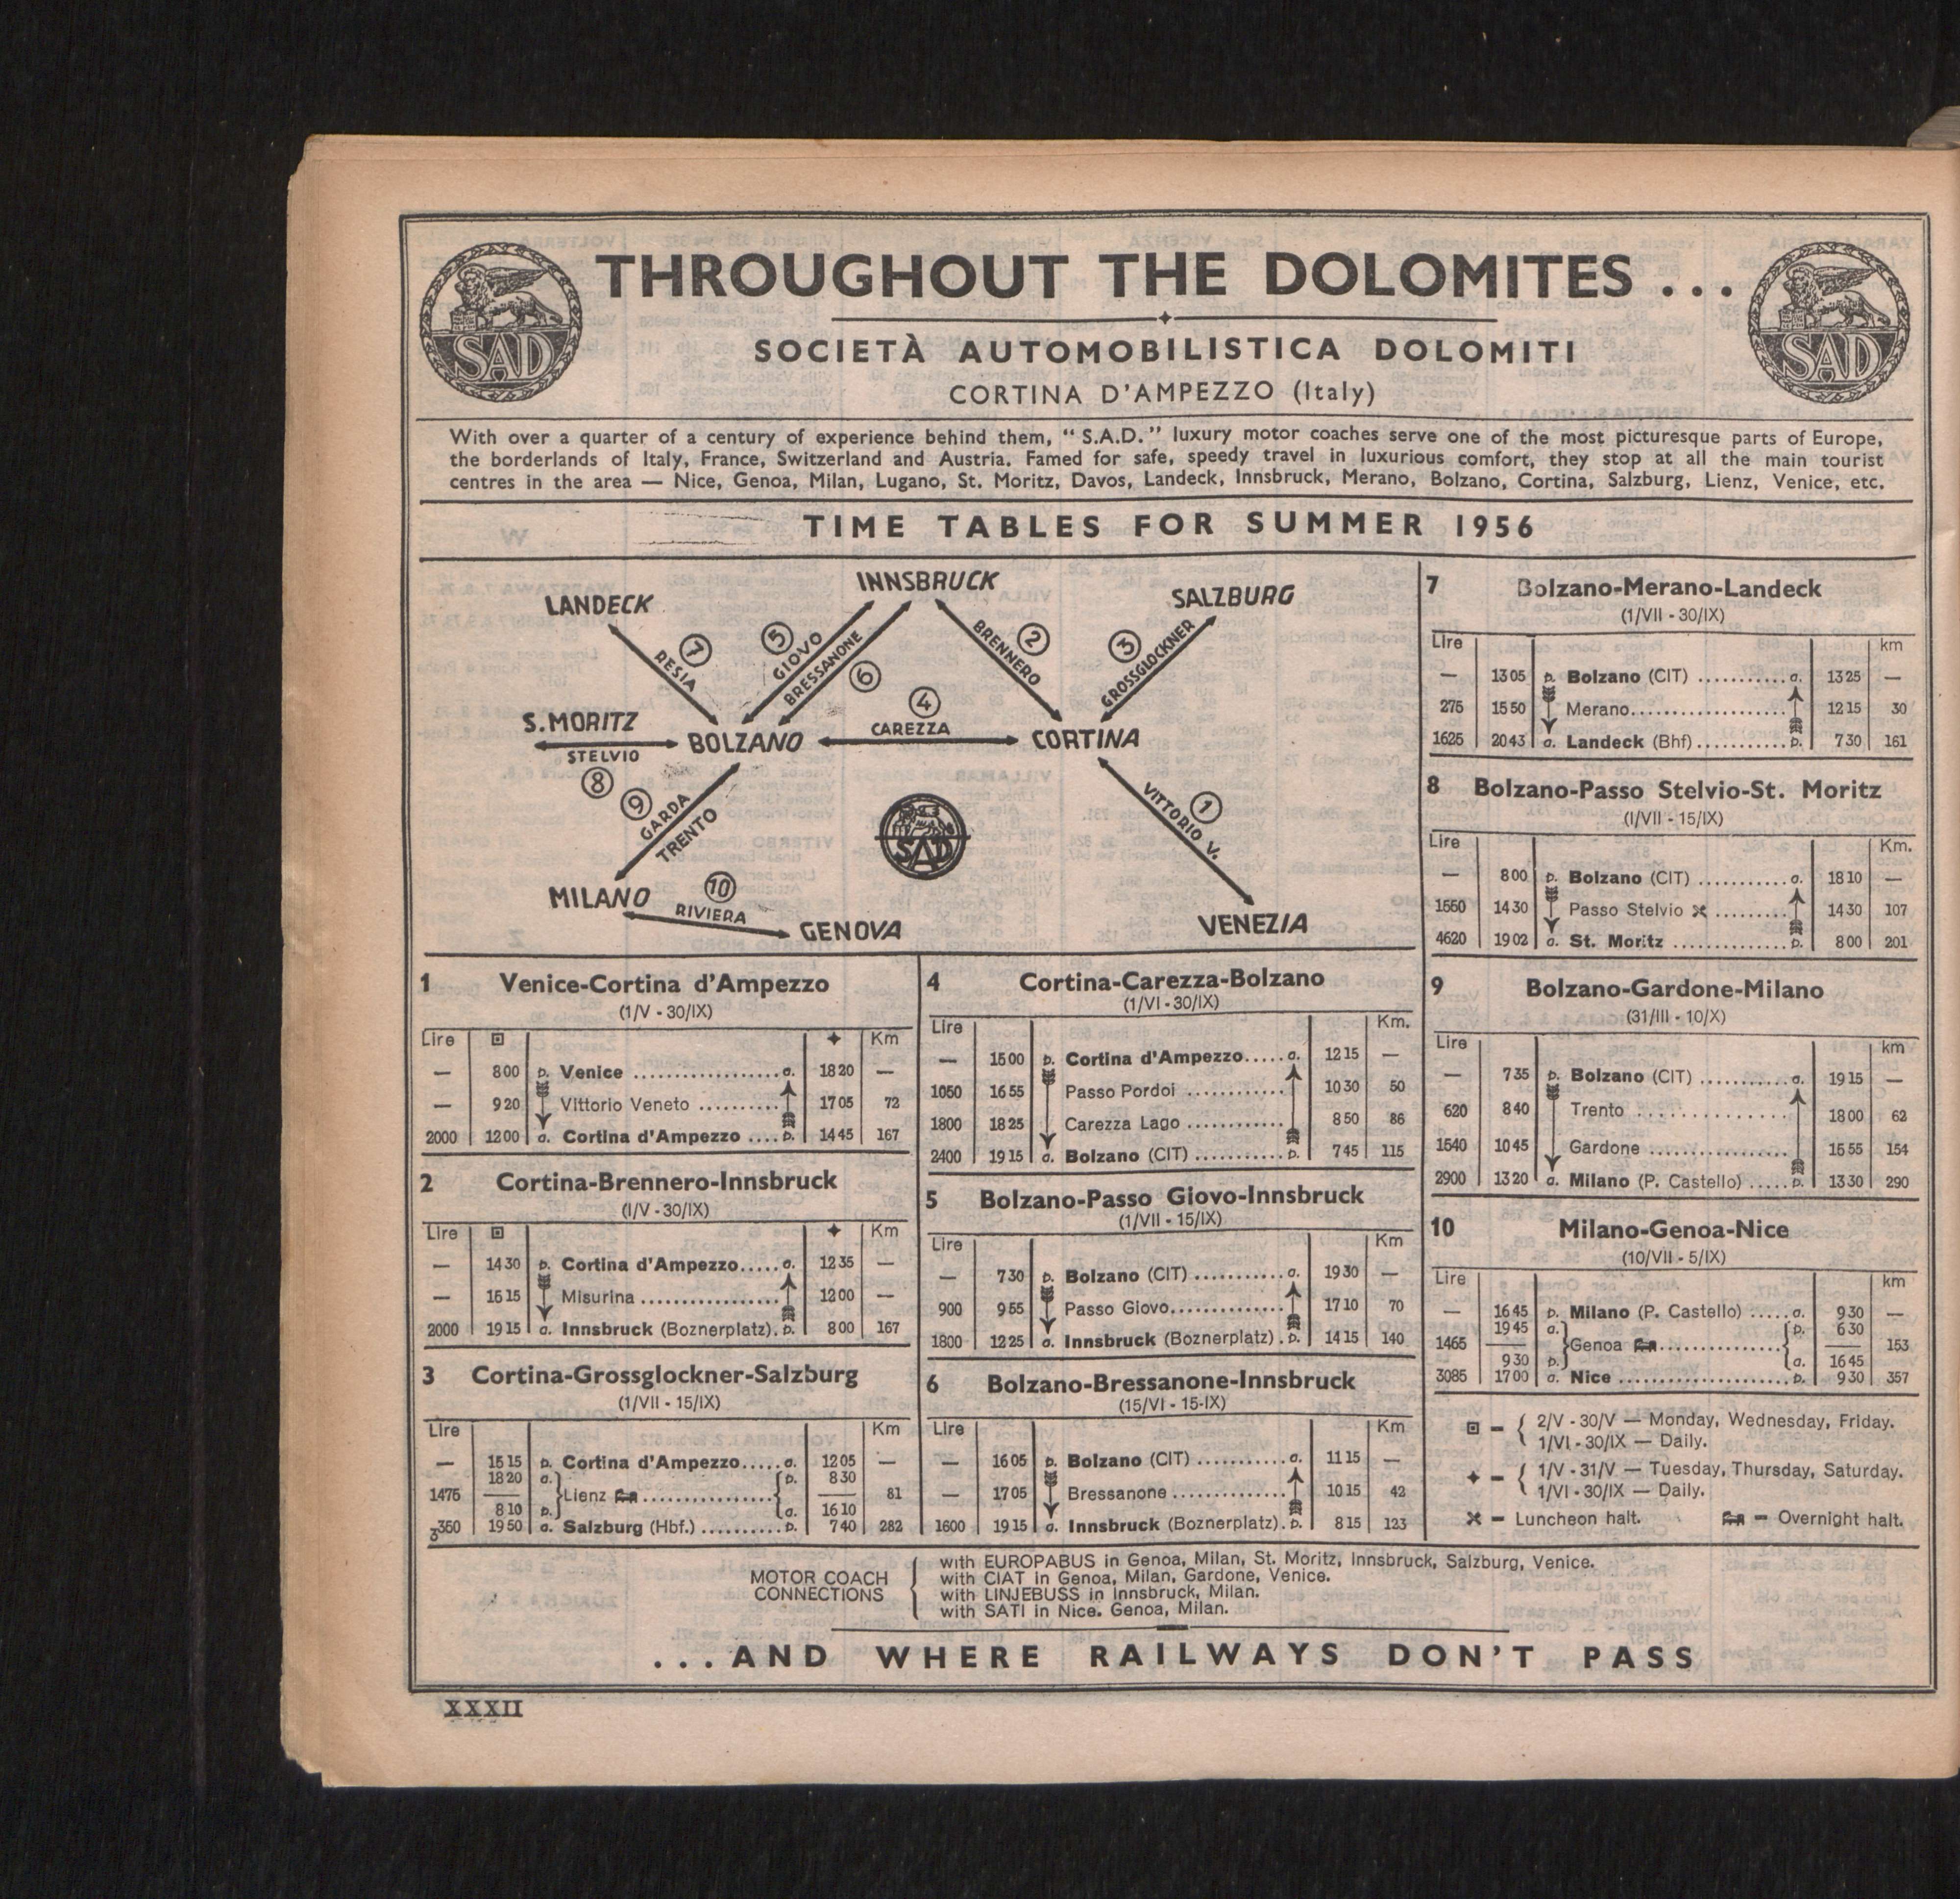 THROUGHOUT THE DOLOMITES ...
SAD
SAD
SOCIETÀ AUTOMOBILISTICA DOLOMITI
CORTINA D'AMPEZZO (Italy)
With over a quarter of a century of experience behind them, "S.A.D." luxury motor coaches serve one of the most picturesque parts of Europe,
the borderlands of Italy, France, Switzerland and Austria. Famed for safe, speedy travel in luxurious comfort, they stop at all the main tourist
centres in the area — Nice, Genoa, Milan, Lugano, St. Moritz, Davos, Landeck, Innsbruck, Merano, Bolzano, Cortina, Salzburg, Lienz, Venice, etc.
TIME TABLES FOR SUMMER 1956
INNSBRUCK
LANDECK
SALZBURG
7 RESIA
5 GIOVO
BRESSANONE 6
BRENNERO 2
3 GROSSGLOCKNER
S.MORITZ
STELVIO
8
BOLZANO
4
CAREZZA
CORTINA
9 GARDA
TRENTO
SAD
VITTORIO V. 1
MILANO
10
RIVIERA
GENOVA
VENEZIA
1 Venice-Cortina d'Ampezzo
(1/V - 30/IX)
Lire ⊡ ✦ Km
— 800 p. Venice .................. a. 1820 —
— 920 Vittorio Veneto .......... 1705 72
2000 1200 a. Cortina d'Ampezzo .... p. 1445 167
2 Cortina-Brennero-Innsbruck
(I/V - 30/IX)
Lire ⊡ ✦ Km
— 1430 p. Cortina d'Ampezzo..... a. 1235 —
— 1515 Misurina .................. 1200 —
2000 1915 a. Innsbruck (Boznerplatz). p. 800 167
3 Cortina-Grossglockner-Salzburg
(1/VII - 15/IX)
Lire Km
— 1515 p. Cortina d'Ampezzo..... a. 1205 —
1820 a. p. 830
1475 Lienz ................. 81
810 p. a. 1610
3350 1950 a. Salzburg (Hbf.) .......... p. 740 282
4 Cortina-Carezza-Bolzano
(1/VI - 30/IX)
Lire Km.
— 1500 p. Cortina d'Ampezzo..... a. 1215 —
1050 1655 Passo Pordoi ............ 1030 50
1800 1825 Carezza Lago ............ 850 86
2400 1915 a. Bolzano (CIT) ........... p. 745 115
5 Bolzano-Passo Giovo-Innsbruck
(1/VII - 15/IX)
Lire Km
— 730 p. Bolzano (CIT) ........... a. 1930 —
900 955 Passo Giovo.............. 1710 70
1800 1225 a. Innsbruck (Boznerplatz) . p. 1415 140
6 Bolzano-Bressanone-Innsbruck
(15/VI - 15-IX)
Lire Km
— 1605 p. Bolzano (CIT) ........... a. 1115 —
— 1705 Bressanone .............. 1015 42
1600 1915 a. Innsbruck (Boznerplatz). p. 815 123
7 Bolzano-Merano-Landeck
(1/VII - 30/IX)
Lire km
— 1305 p. Bolzano (CIT) ........... a. 1325 —
275 1550 Merano................... 1215 30
1625 2043 a. Landeck (Bhf) ........... p. 730 161
8 Bolzano-Passo Stelvio-St. Moritz
(I/VII - 15/IX)
Lire Km.
— 800 p. Bolzano (CIT) ........... a. 1810 —
1550 1430 Passo Stelvio ✕ ......... 1430 107
4620 1902 a. St. Moritz ............. p. 800 201
9 Bolzano-Gardone-Milano
(31/III - 10/X)
Lire km
— 735 p. Bolzano (CIT) ........... a. 1915 —
620 840 Trento ................ 1800 62
1540 1045 Gardone ................. 1555 154
2900 1320 a. Milano (P. Castello) ..... p. 1330 290
10 Milano-Genoa-Nice
(10/VII - 5/IX)
Lire km
— 1645 p. Milano (P. Castello) ..... a. 930 —
1945 a. p. 630
1465 Genoa ................ 153
930 p. a. 1645
3085 1700 a. Nice ..................... p. 930 357
⊡ = { 2/V - 30/V — Monday, Wednesday, Friday.
1/VI - 30/IX — Daily.
✦ = { 1/V - 31/V — Tuesday, Thursday, Saturday.
1/VI - 30/IX — Daily.
✕ = Luncheon halt. = Overnight halt.
MOTOR COACH CONNECTIONS
with EUROPABUS in Genoa, Milan, St. Moritz, Innsbruck, Salzburg, Venice.
with CIAT in Genoa, Milan, Gardone, Venice.
with LINJEBUSS in Innsbruck, Milan.
with SATI in Nice. Genoa, Milan.
...AND WHERE RAILWAYS DON'T PASS
XXXII